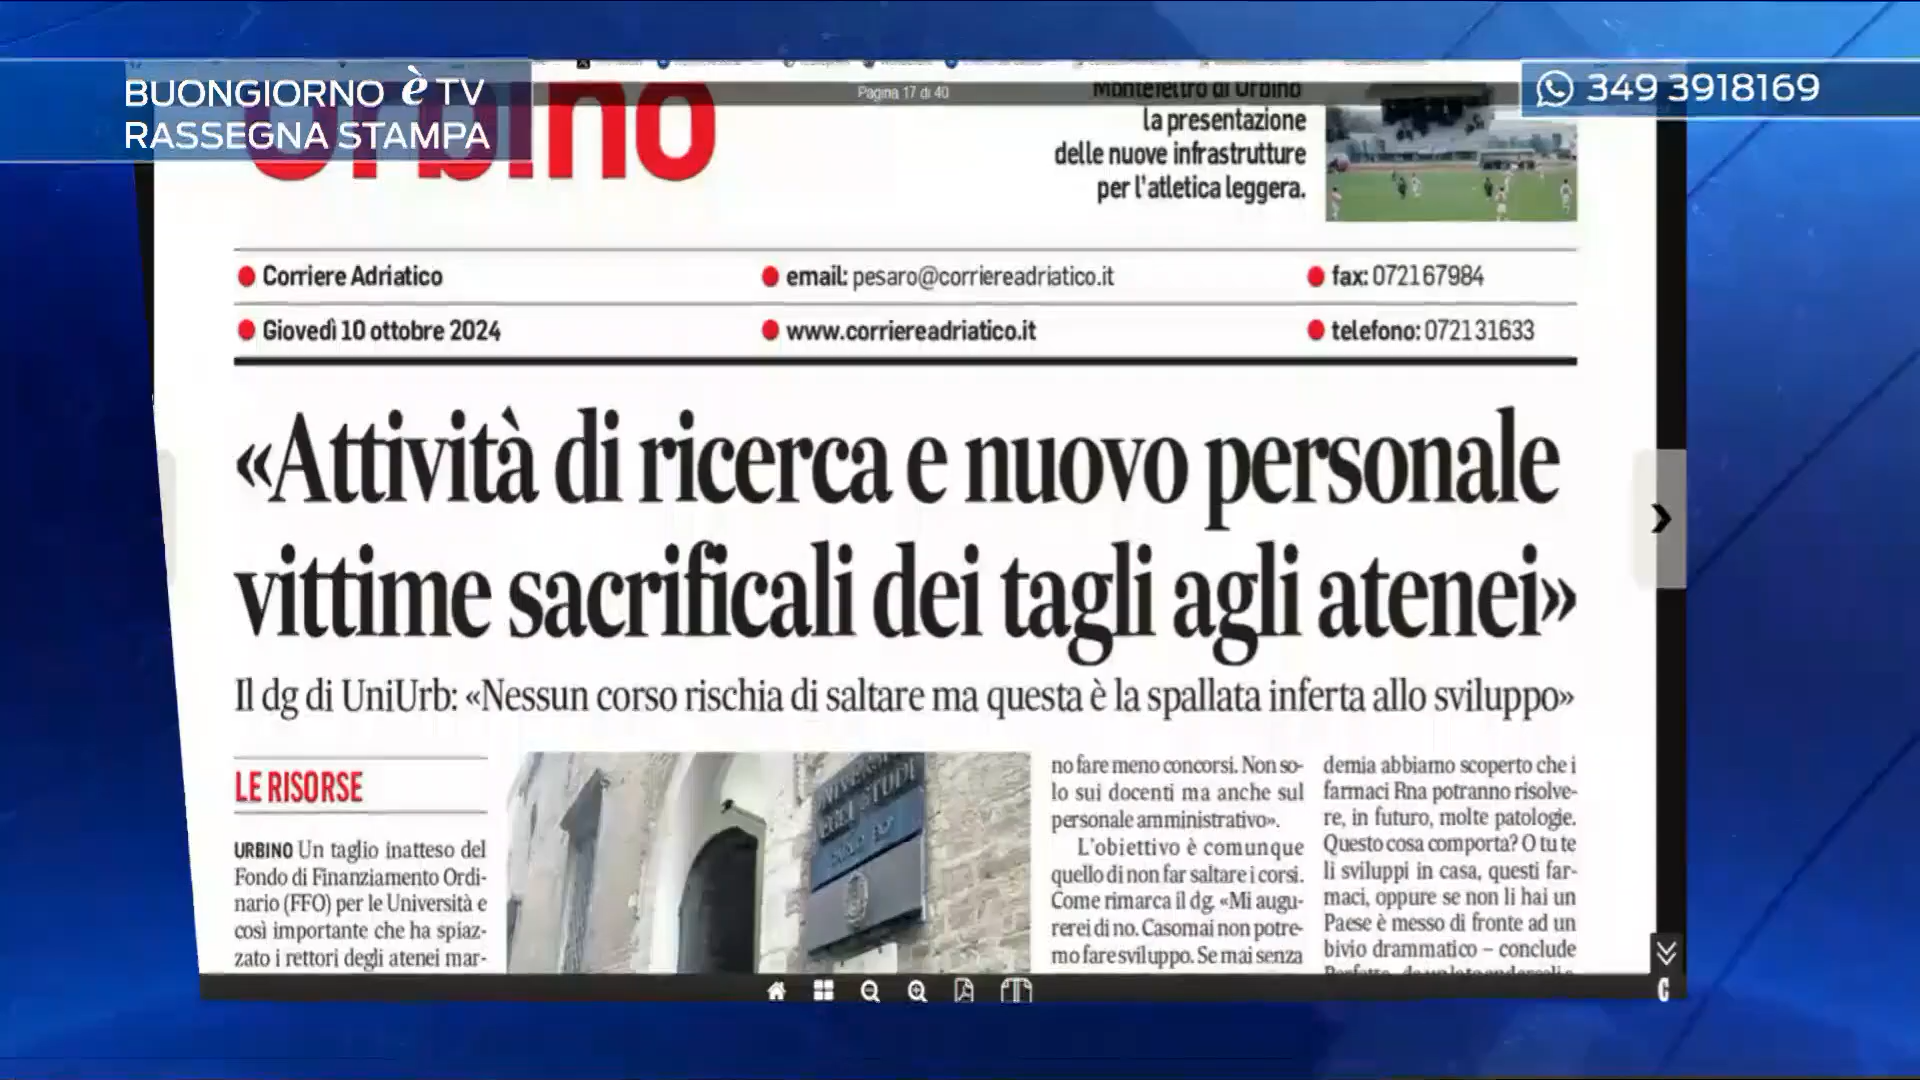 BUONGIORNO è TV
RASSEGNA STAMPA
349 3918169
Pagina 17 di 40
urbino
Montefeltro di Urbino
la presentazione
delle nuove infrastrutture
per l'atletica leggera.
Corriere Adriatico
email: pesaro@corriereadriatico.it
fax: 072167984
Giovedì 10 ottobre 2024
www.corriereadriatico.it
telefono: 072131633
«Attività di ricerca e nuovo personale
vittime sacrificali dei tagli agli atenei»
Il dg di UniUrb: «Nessun corso rischia di saltare ma questa è la spallata inferta allo sviluppo»
LE RISORSE
URBINO Un taglio inatteso del
Fondo di Finanziamento Ordi-
nario (FFO) per le Università e
così importante che ha spiaz-
zato i rettori degli atenei mar-
no fare meno concorsi. Non so-
lo sui docenti ma anche sul
personale amministrativo».
L'obiettivo è comunque
quello di non far saltare i corsi.
Come rimarca il dg. «Mi augu-
rerei di no. Casomai non potre-
mo fare sviluppo. Se mai senza
demia abbiamo scoperto che i
farmaci Rna potranno risolve-
re, in futuro, molte patologie.
Questo cosa comporta? O tu te
li sviluppi in casa, questi far-
maci, oppure se non li hai un
Paese è messo di fronte ad un
bivio drammatico – conclude